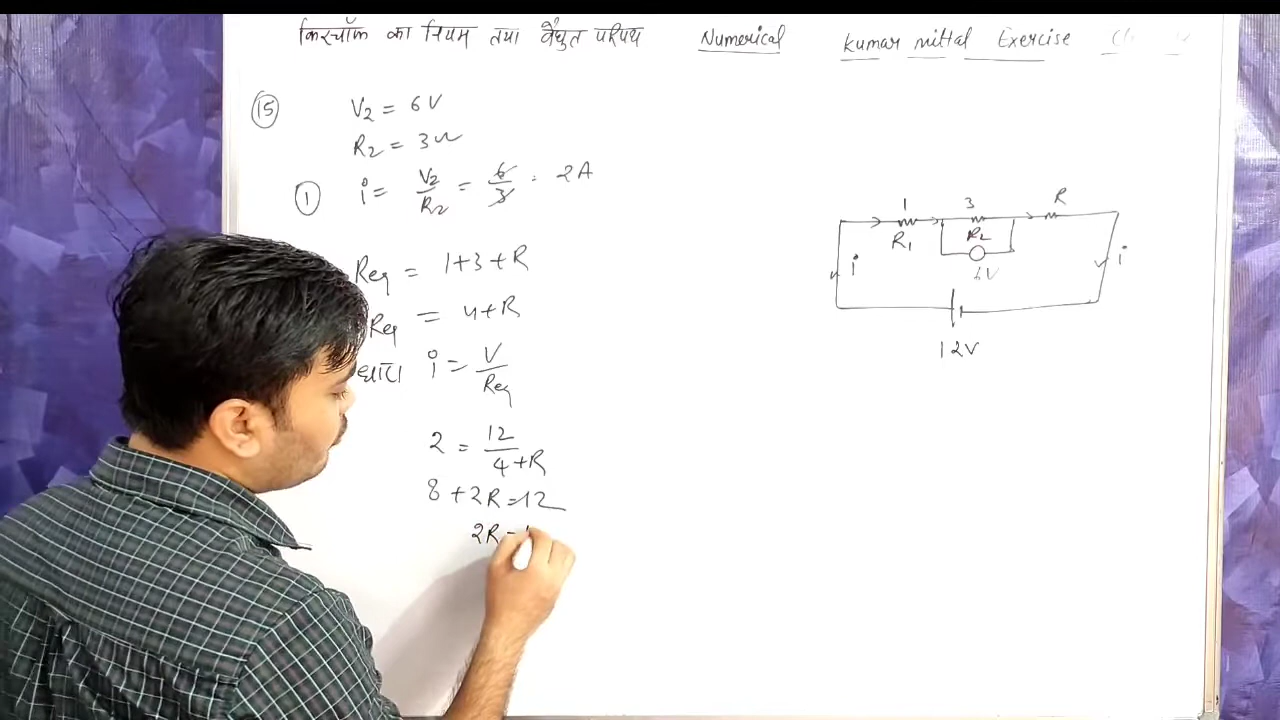 किरचॉफ का नियम तथा वैधुत परिपथ Numerical kumar mittal Exercise
(15) V2 = 6V
R2 = 3Ω
(1) i = V2/R2 = 6/3 = 2A
Req = 1+3+R
Req = 4+R
धारा i = V/Req
2 = 12/4+R
8 + 2R = 12
2R =
1 3 R
R1 R2
i 6V i
12V